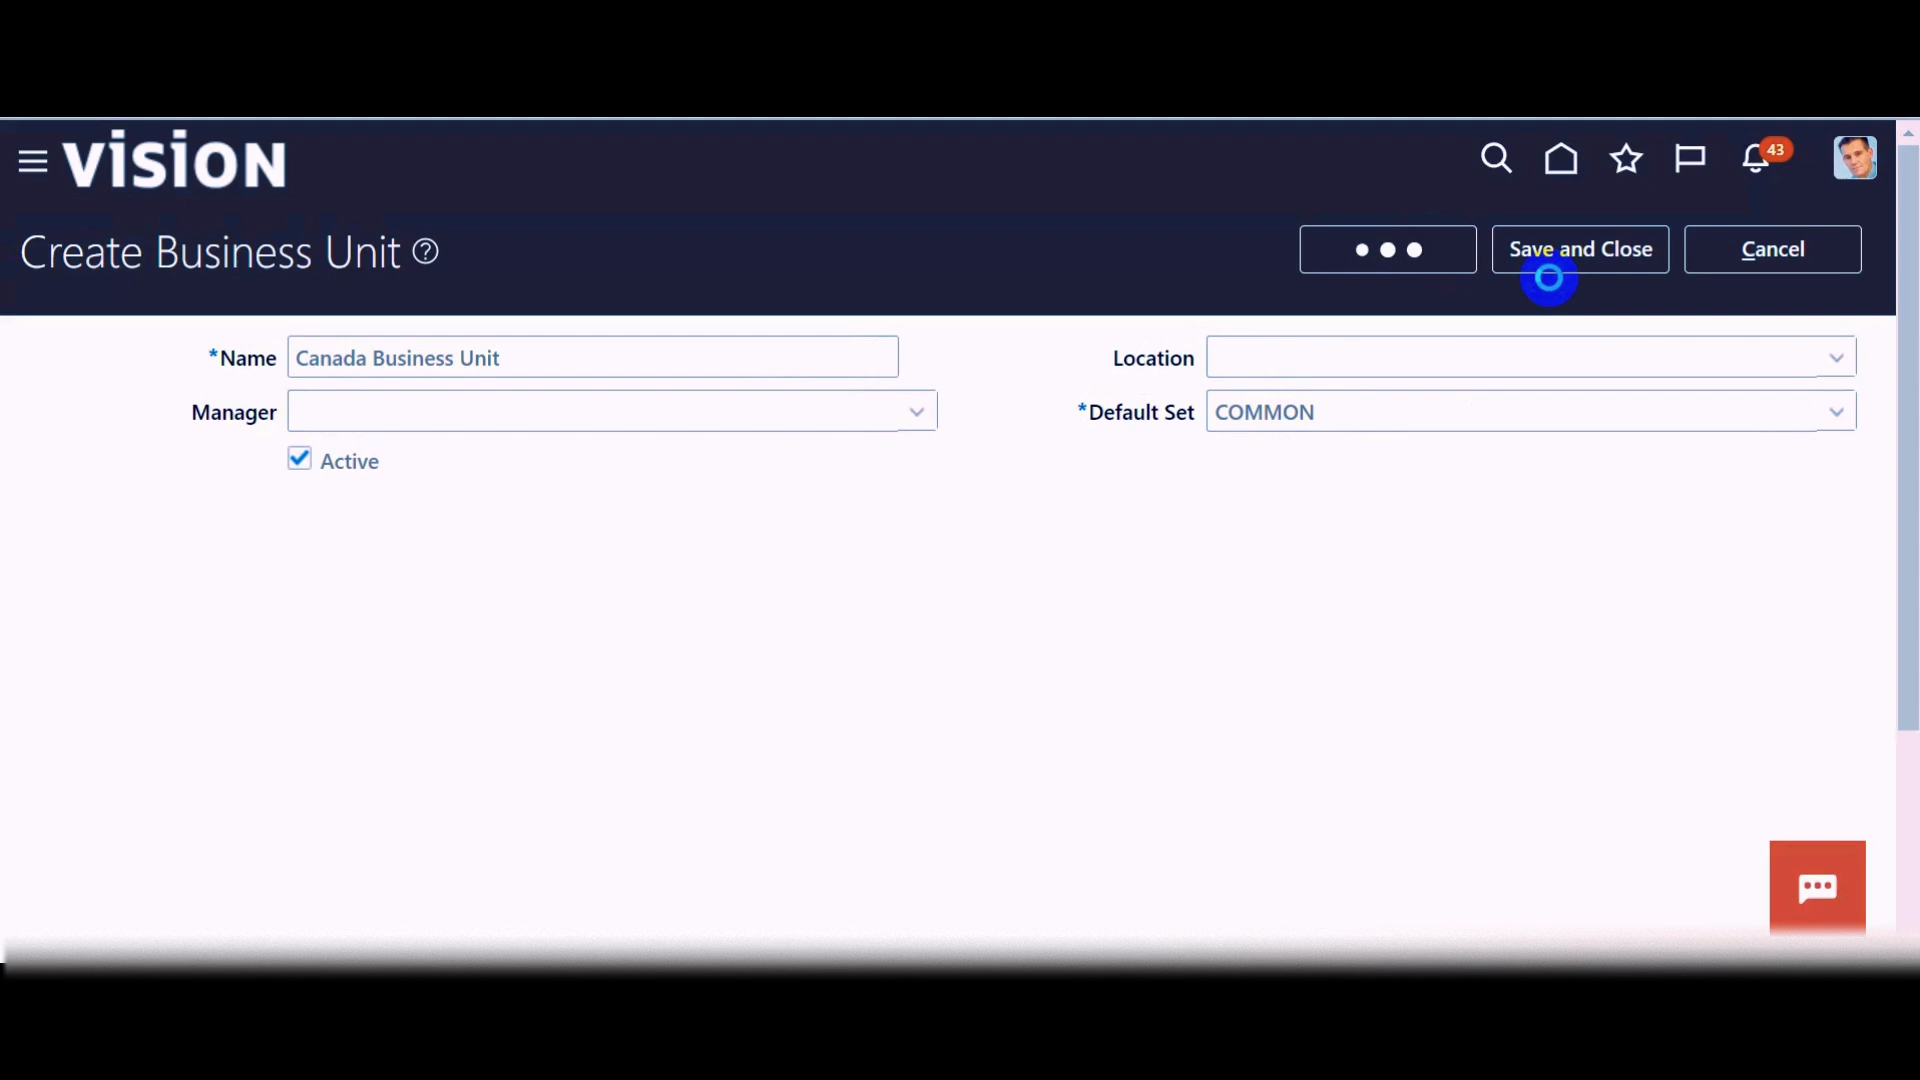 vision
43
Create Business Unit
Save and Close
Cancel
*Name Canada Business Unit
Location
Manager
*Default Set COMMON
Active